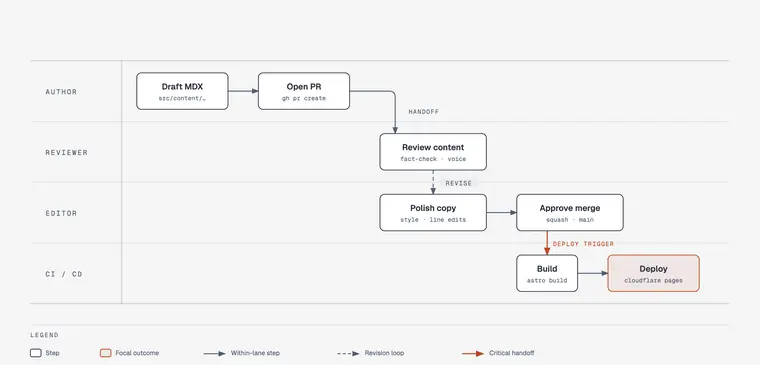 AUTHOR
Draft MDX
src/content/…
Open PR
gh pr create
HANDOFF
REVIEWER
Review content
fact-check · voice
REVISE
EDITOR
Polish copy
style · line edits
Approve merge
squash · main
DEPLOY TRIGGER
CI / CD
Build
astro build
Deploy
cloudflare pages
LEGEND
Step
Focal outcome
Within-lane step
Revision loop
Critical handoff